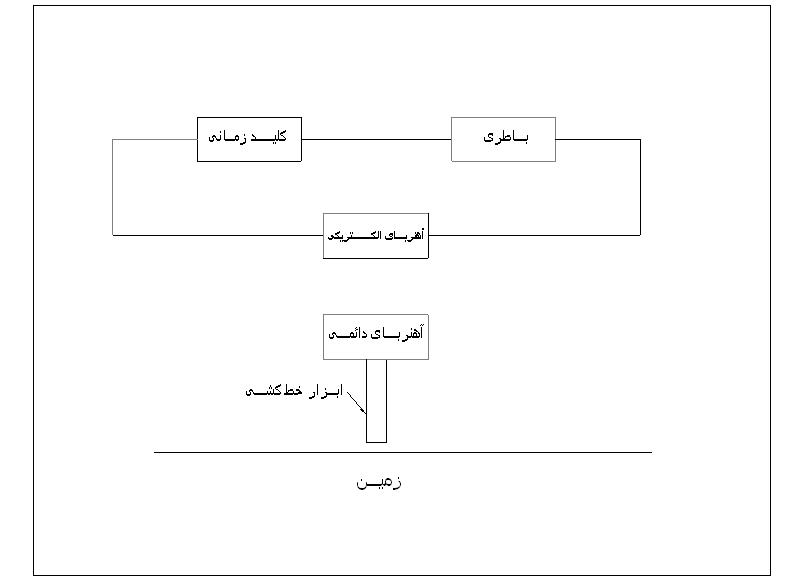 کلید زمانی
باطری
آهنربای الکتریکی
آهنربای دائمی
ابزار خط کشی
زمین